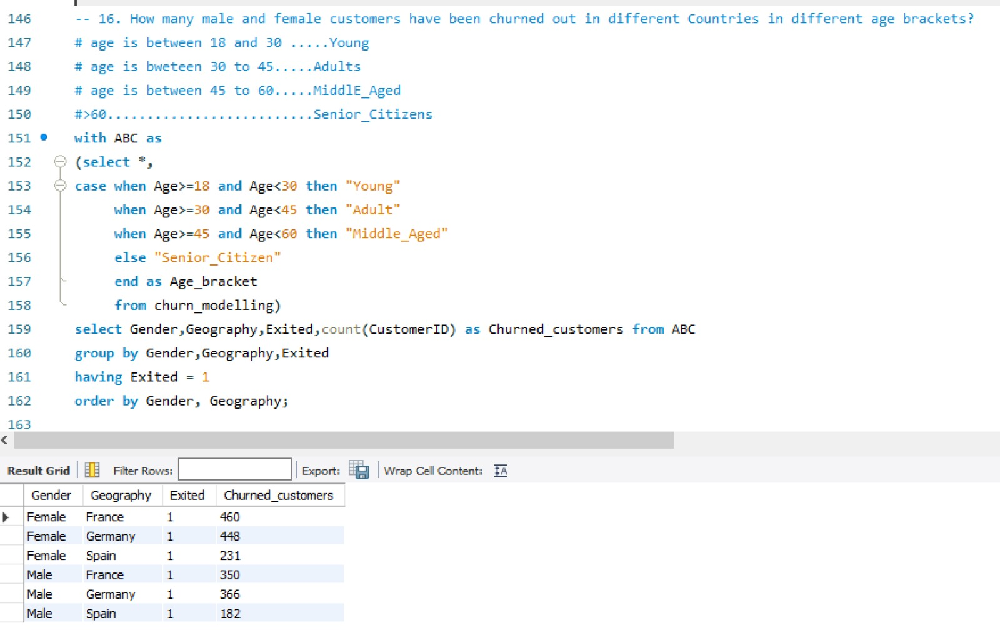 146 -- 16. How many male and female customers have been churned out in different Countries in different age brackets?
147 # age is between 18 and 30 .....Young
148 # age is bweteen 30 to 45.....Adults
149 # age is between 45 to 60.....MiddlE_Aged
150 #>60..........................Senior_Citizens
151 with ABC as
152 (select *,
153 case when Age>=18 and Age<30 then "Young"
154 when Age>=30 and Age<45 then "Adult"
155 when Age>=45 and Age<60 then "Middle_Aged"
156 else "Senior_Citizen"
157 end as Age_bracket
158 from churn_modelling)
159 select Gender,Geography,Exited,count(CustomerID) as Churned_customers from ABC
160 group by Gender,Geography,Exited
161 having Exited = 1
162 order by Gender, Geography;
163
Result Grid Filter Rows: Export: Wrap Cell Content:
Gender Geography Exited Churned_customers
Female France 1 460
Female Germany 1 448
Female Spain 1 231
Male France 1 350
Male Germany 1 366
Male Spain 1 182